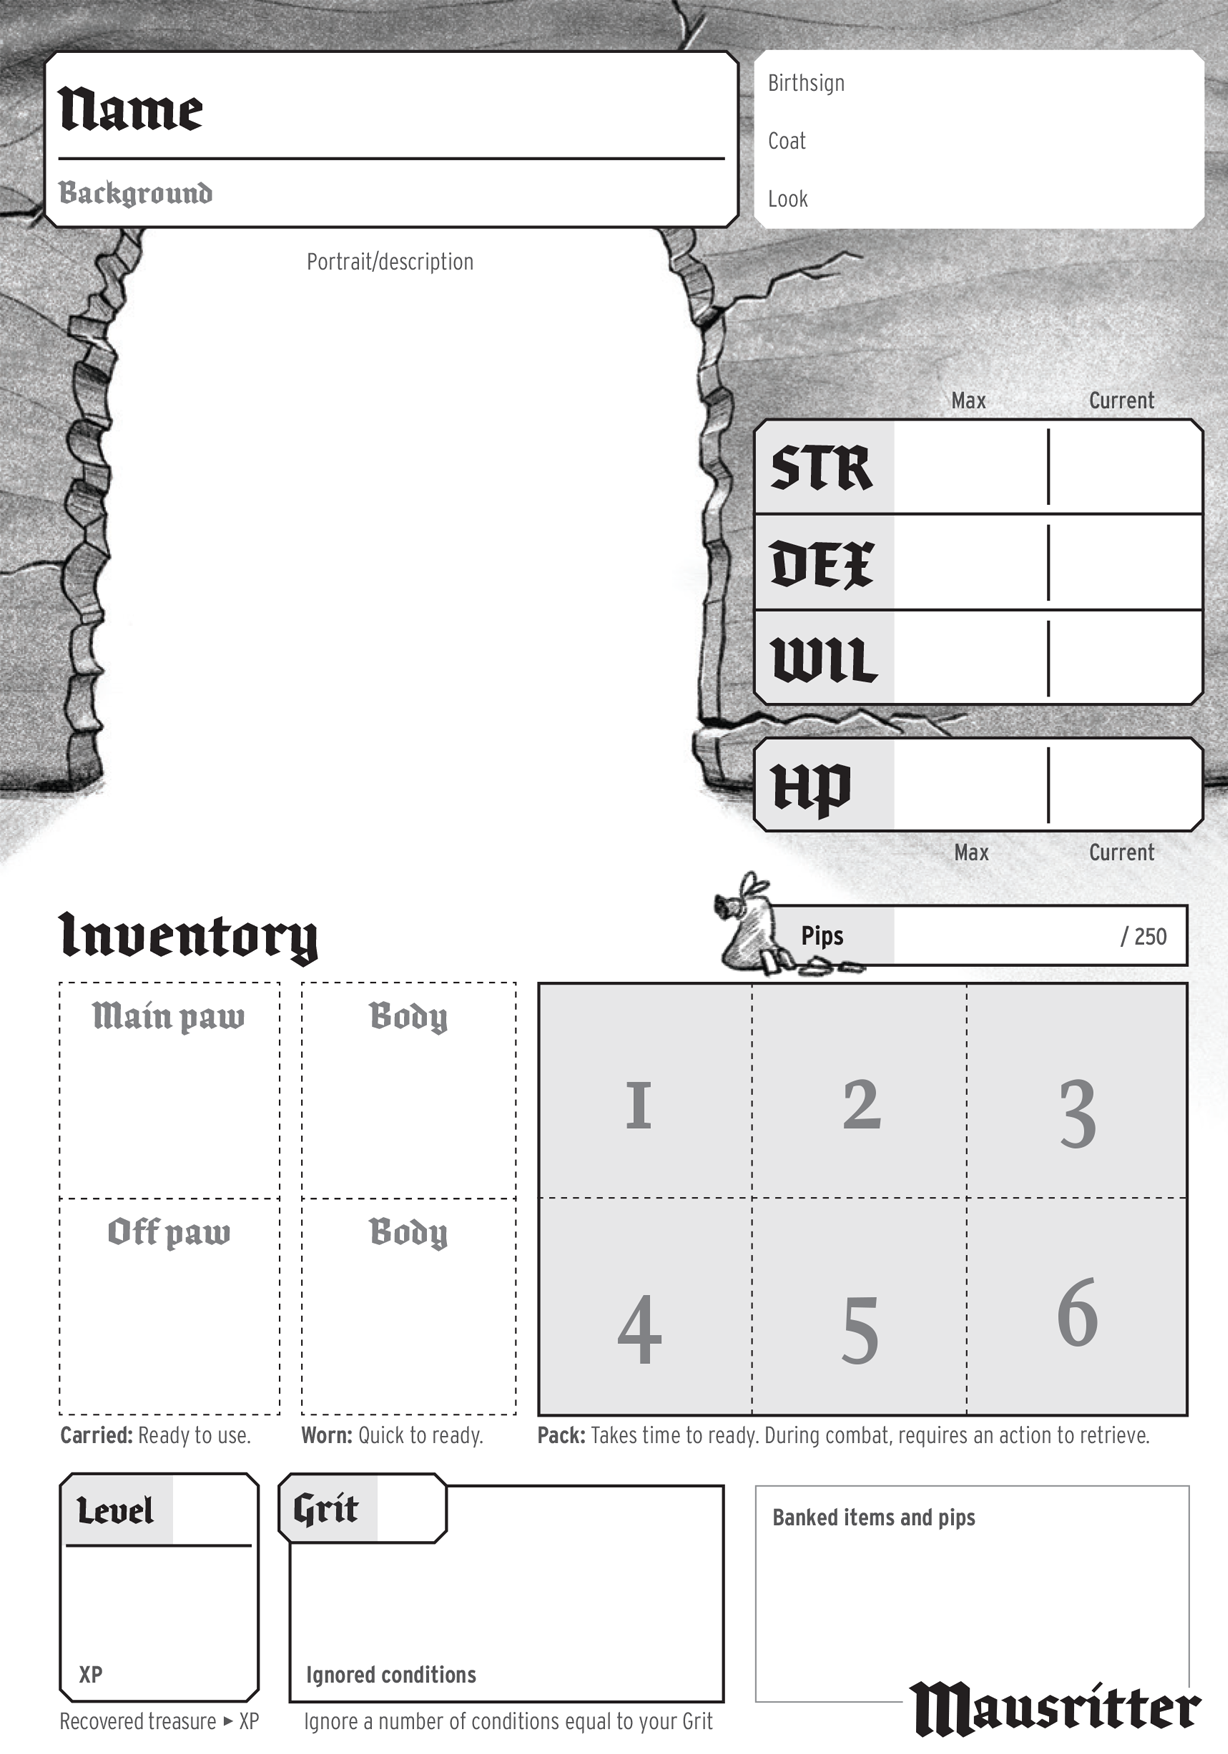 Name
Background
Birthsign
Coat
Look
Portrait/description
Max Current
STR
DEX
WIL
HP
Max Current
Inventory
Pips / 250
Main paw Body
1 2 3
Off paw Body
4 5 6
Carried: Ready to use. Worn: Quick to ready. Pack: Takes time to ready. During combat, requires an action to retrieve.
Level
XP
Recovered treasure ▸ XP
Grit
Ignored conditions
Ignore a number of conditions equal to your Grit
Banked items and pips
Mausritter